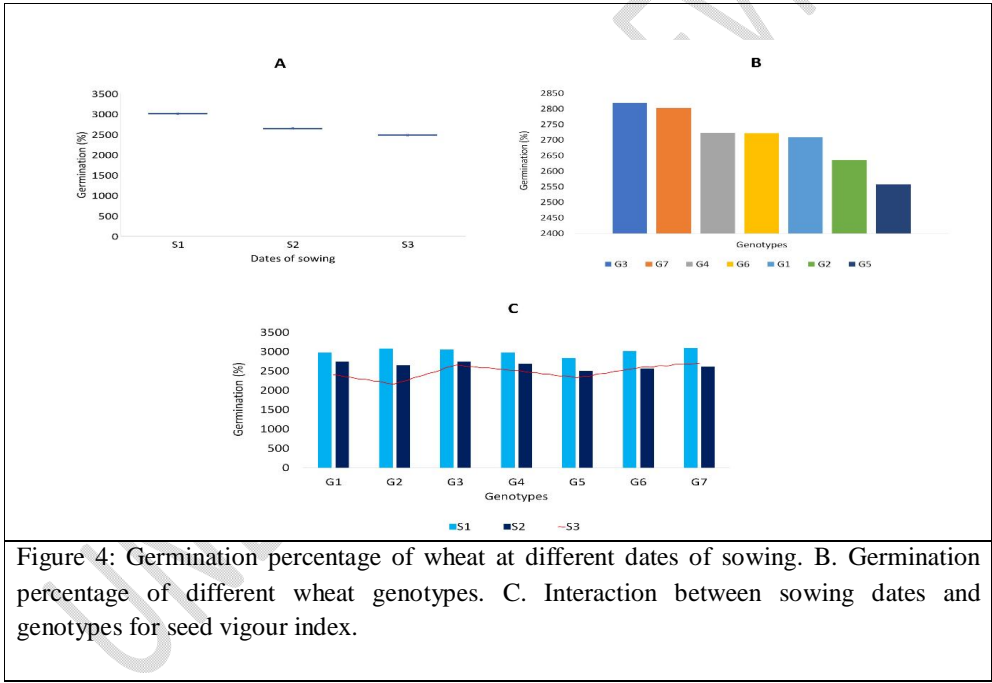 A
3500
3000
2500
2000
1500
1000
500
0
Germination (%)
S1 S2 S3
Dates of sowing
B
2850
2800
2750
2700
2650
2600
2550
2500
2450
2400
Germination (%)
Genotypes
G3 G7 G4 G6 G1 G2 G5
C
3500
3000
2500
2000
1500
1000
500
0
Germination (%)
G1 G2 G3 G4 G5 G6 G7
Genotypes
S1 S2 S3
Figure 4: Germination percentage of wheat at different dates of sowing. B. Germination
percentage of different wheat genotypes. C. Interaction between sowing dates and
genotypes for seed vigour index.